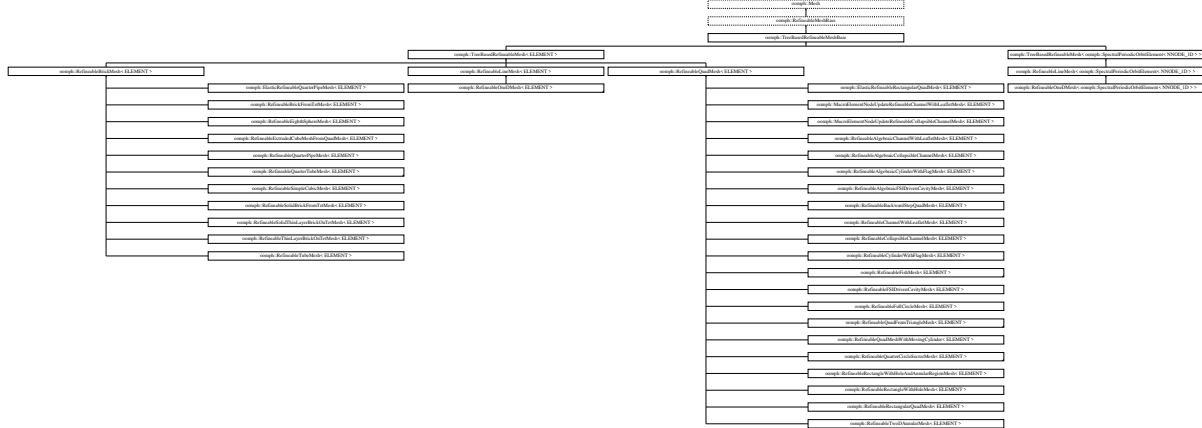 oomph::Mesh
oomph::RefineableMeshBase
oomph::TreeBasedRefineableMeshBase
oomph::TreeBasedRefineableMesh< ELEMENT >
oomph::TreeBasedRefineableMesh< oomph::SpectralPeriodicOrbitElement< NNODE_1D > >
oomph::RefineableBrickMesh< ELEMENT >
oomph::RefineableLineMesh< ELEMENT >
oomph::RefineableQuadMesh< ELEMENT >
oomph::RefineableLineMesh< oomph::SpectralPeriodicOrbitElement< NNODE_1D > >
oomph::ElasticRefineableQuarterPipeMesh< ELEMENT >
oomph::RefineableOneDMesh< ELEMENT >
oomph::ElasticRefineableRectangularQuadMesh< ELEMENT >
oomph::RefineableOneDMesh< oomph::SpectralPeriodicOrbitElement< NNODE_1D > >
oomph::RefineableBrickFromTetMesh< ELEMENT >
oomph::MacroElementNodeUpdateRefineableChannelWithLeafletMesh< ELEMENT >
oomph::RefineableEighthSphereMesh< ELEMENT >
oomph::MacroElementNodeUpdateRefineableCollapsibleChannelMesh< ELEMENT >
oomph::RefineableExtrudedCubeMeshFromQuadMesh< ELEMENT >
oomph::RefineableAlgebraicChannelWithLeafletMesh< ELEMENT >
oomph::RefineableQuarterPipeMesh< ELEMENT >
oomph::RefineableAlgebraicCollapsibleChannelMesh< ELEMENT >
oomph::RefineableQuarterTubeMesh< ELEMENT >
oomph::RefineableAlgebraicCylinderWithFlagMesh< ELEMENT >
oomph::RefineableSimpleCubicMesh< ELEMENT >
oomph::RefineableAlgebraicFSIDrivenCavityMesh< ELEMENT >
oomph::RefineableSolidBrickFromTetMesh< ELEMENT >
oomph::RefineableBackwardStepQuadMesh< ELEMENT >
oomph::RefineableSolidThinLayerBrickOnTetMesh< ELEMENT >
oomph::RefineableChannelWithLeafletMesh< ELEMENT >
oomph::RefineableThinLayerBrickOnTetMesh< ELEMENT >
oomph::RefineableCollapsibleChannelMesh< ELEMENT >
oomph::RefineableTubeMesh< ELEMENT >
oomph::RefineableCylinderWithFlagMesh< ELEMENT >
oomph::RefineableFishMesh< ELEMENT >
oomph::RefineableFSIDrivenCavityMesh< ELEMENT >
oomph::RefineableFullCircleMesh< ELEMENT >
oomph::RefineableQuadFromTriangleMesh< ELEMENT >
oomph::RefineableQuadMeshWithMovingCylinder< ELEMENT >
oomph::RefineableQuarterCircleSectorMesh< ELEMENT >
oomph::RefineableRectangleWithHoleAndAnnularRegionMesh< ELEMENT >
oomph::RefineableRectangleWithHoleMesh< ELEMENT >
oomph::RefineableRectangularQuadMesh< ELEMENT >
oomph::RefineableTwoDAnnularMesh< ELEMENT >